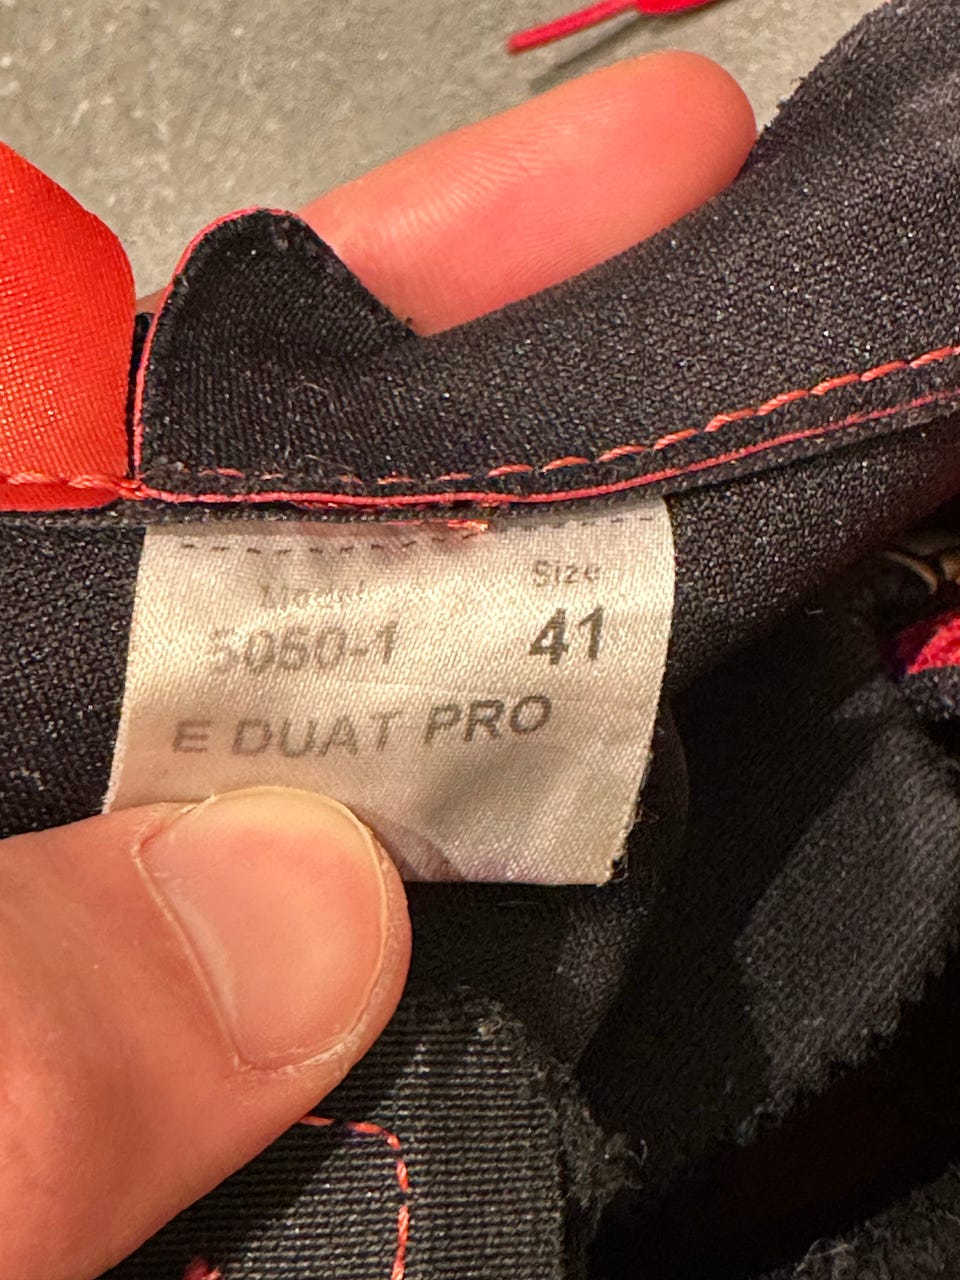 Model Size
5050-1 41
E DUAT PRO